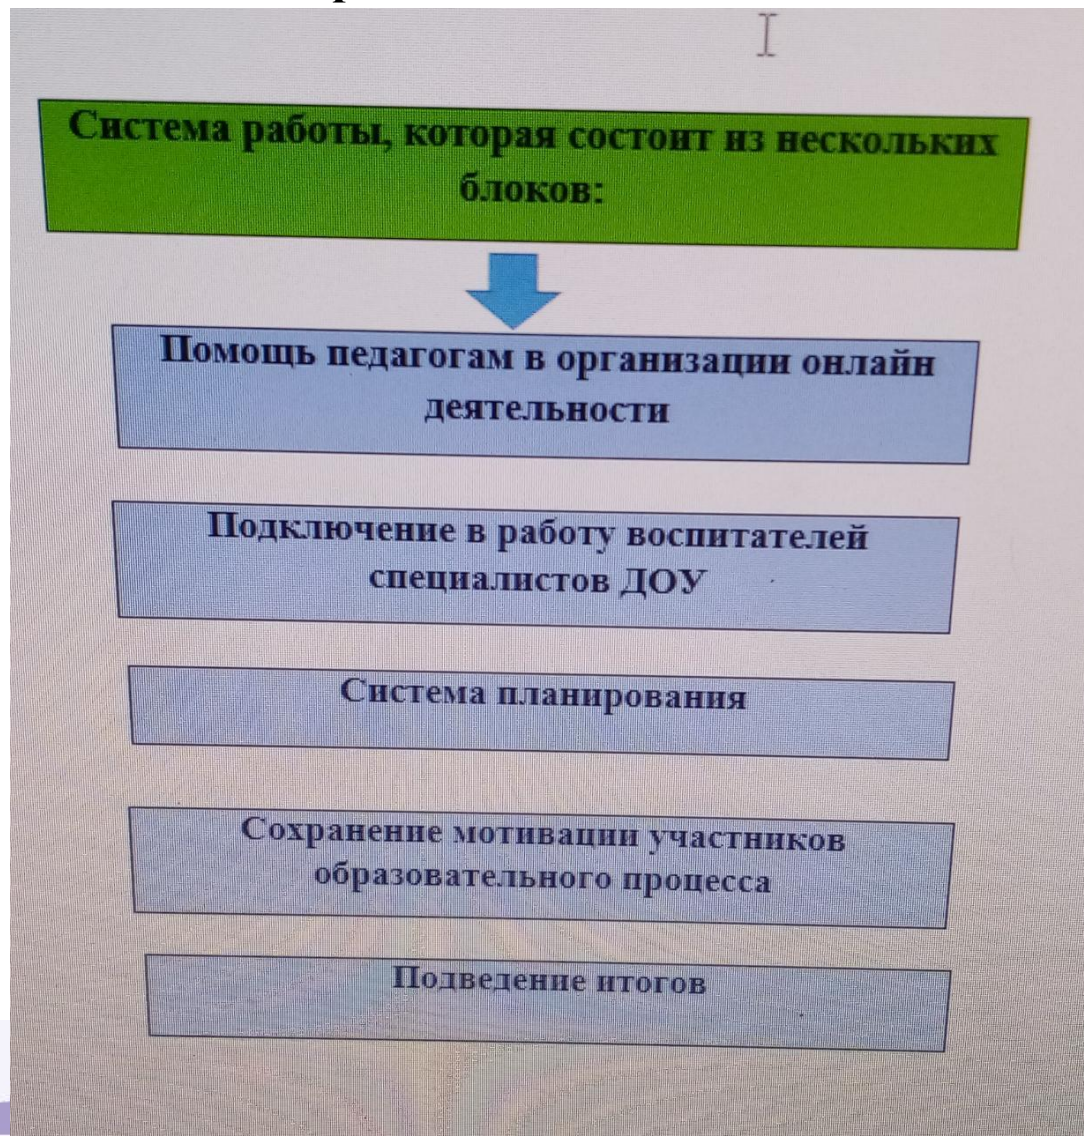 Система работы, которая состоит из нескольких
блоков:
Помощь педагогам в организации онлайн
деятельности
Подключение в работу воспитателей
специалистов ДОУ
Система планирования
Сохранение мотивации участников
образовательного процесса
Подведение итогов